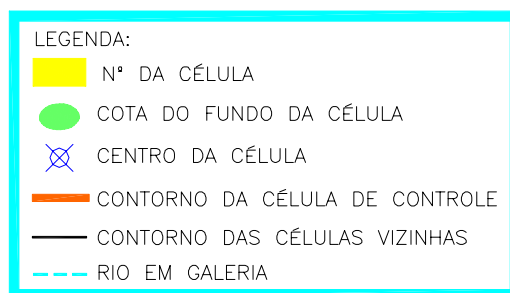 LEGENDA:
Nª DA CÉLULA
COTA DO FUNDO DA CÉLULA
CENTRO DA CÉLULA
CONTORNO DA CÉLULA DE CONTROLE
CONTORNO DAS CÉLULAS VIZINHAS
RIO EM GALERIA